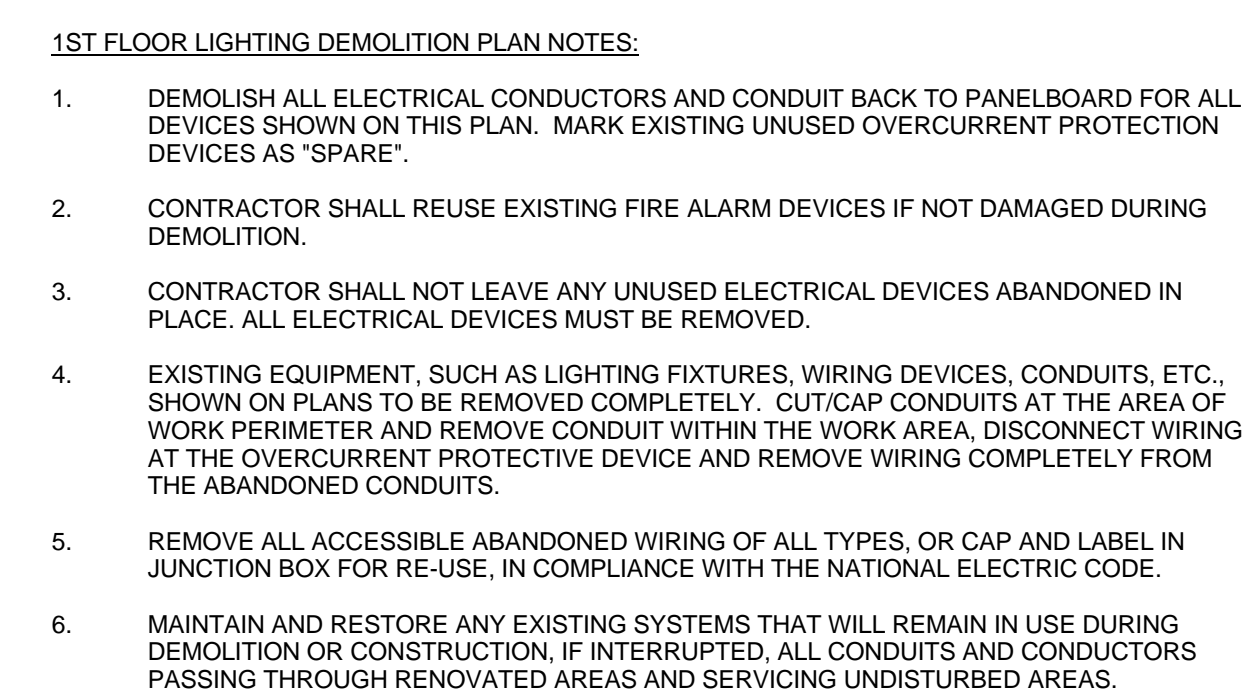 1ST FLOOR LIGHTING DEMOLITION PLAN NOTES:
1. DEMOLISH ALL ELECTRICAL CONDUCTORS AND CONDUIT BACK TO PANELBOARD FOR ALL
DEVICES SHOWN ON THIS PLAN. MARK EXISTING UNUSED OVERCURRENT PROTECTION
DEVICES AS "SPARE".
2. CONTRACTOR SHALL REUSE EXISTING FIRE ALARM DEVICES IF NOT DAMAGED DURING
DEMOLITION.
3. CONTRACTOR SHALL NOT LEAVE ANY UNUSED ELECTRICAL DEVICES ABANDONED IN
PLACE. ALL ELECTRICAL DEVICES MUST BE REMOVED.
4. EXISTING EQUIPMENT, SUCH AS LIGHTING FIXTURES, WIRING DEVICES, CONDUITS, ETC.,
SHOWN ON PLANS TO BE REMOVED COMPLETELY. CUT/CAP CONDUITS AT THE AREA OF
WORK PERIMETER AND REMOVE CONDUIT WITHIN THE WORK AREA, DISCONNECT WIRING
AT THE OVERCURRENT PROTECTIVE DEVICE AND REMOVE WIRING COMPLETELY FROM
THE ABANDONED CONDUITS.
5. REMOVE ALL ACCESSIBLE ABANDONED WIRING OF ALL TYPES, OR CAP AND LABEL IN
JUNCTION BOX FOR RE-USE, IN COMPLIANCE WITH THE NATIONAL ELECTRIC CODE.
6. MAINTAIN AND RESTORE ANY EXISTING SYSTEMS THAT WILL REMAIN IN USE DURING
DEMOLITION OR CONSTRUCTION, IF INTERRUPTED, ALL CONDUITS AND CONDUCTORS
PASSING THROUGH RENOVATED AREAS AND SERVICING UNDISTURBED AREAS.